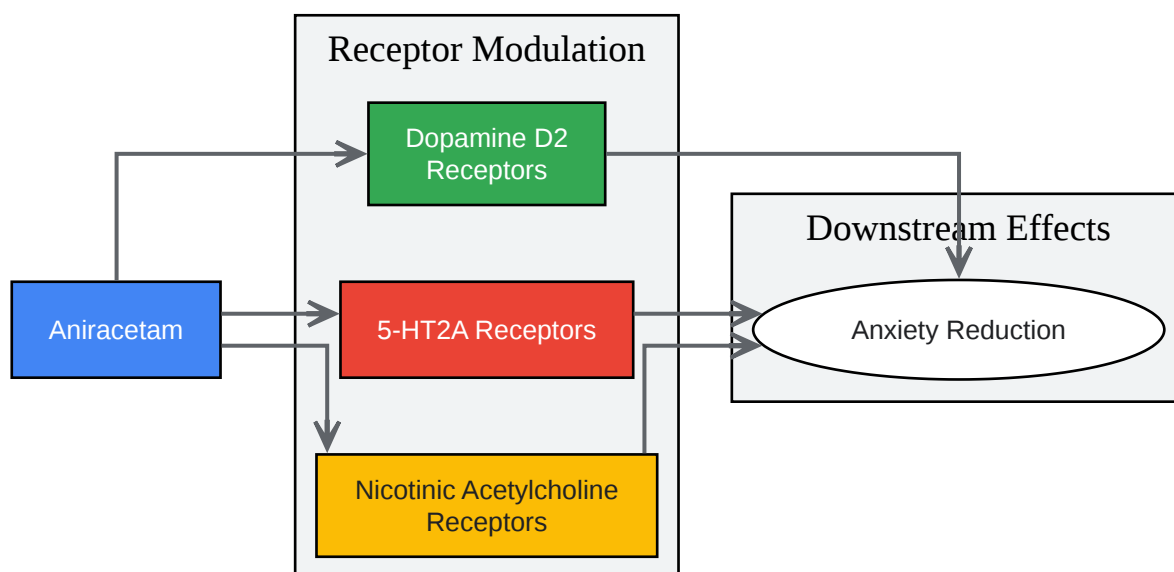 Receptor Modulation
Dopamine D2
Receptors
Downstream Effects
Aniracetam
5-HT2A Receptors
Anxiety Reduction
Nicotinic Acetylcholine
Receptors